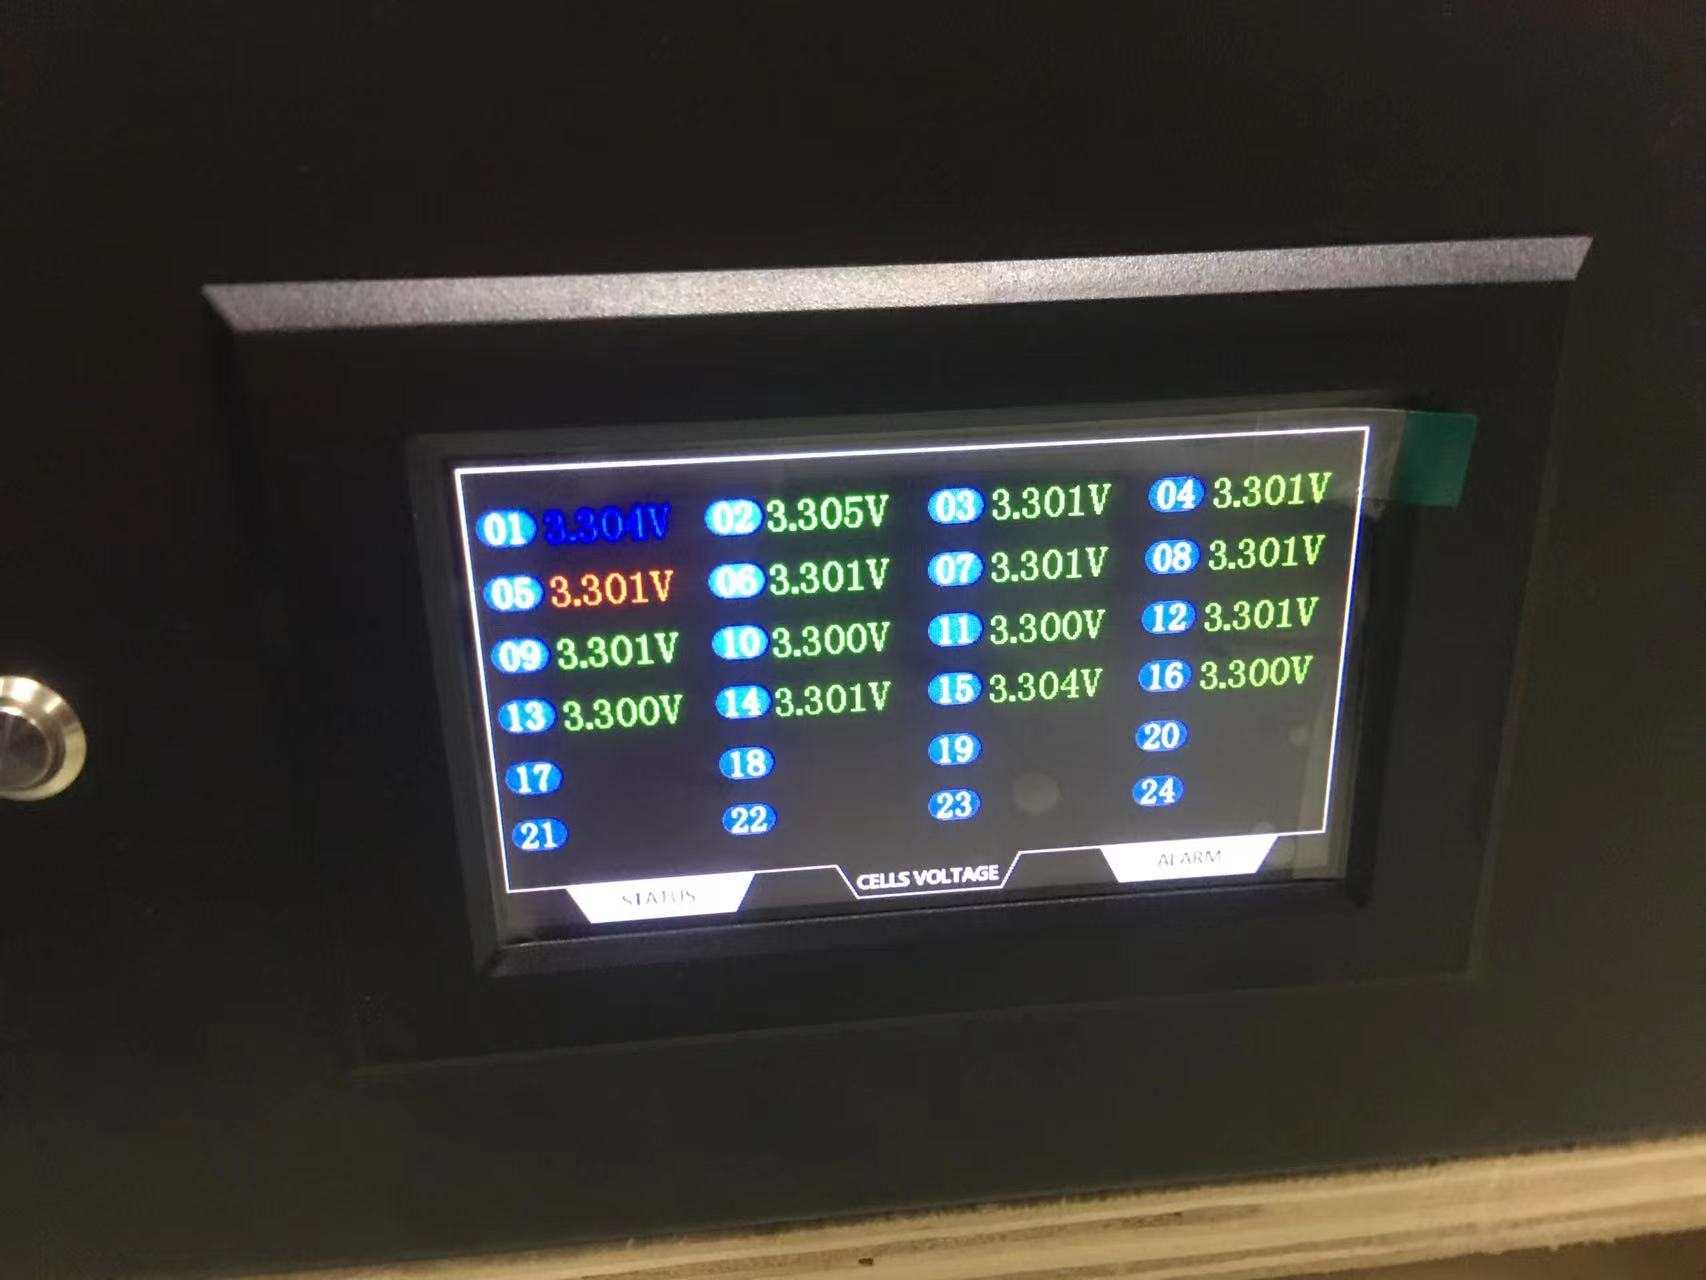 01 3.304V 02 3.305V 03 3.301V 04 3.301V
05 3.301V 06 3.301V 07 3.301V 08 3.301V
09 3.301V 10 3.300V 11 3.300V 12 3.301V
13 3.300V 14 3.301V 15 3.304V 16 3.300V
17 18 19 20
21 22 23 24
STATUS CELLS VOLTAGE ALARM